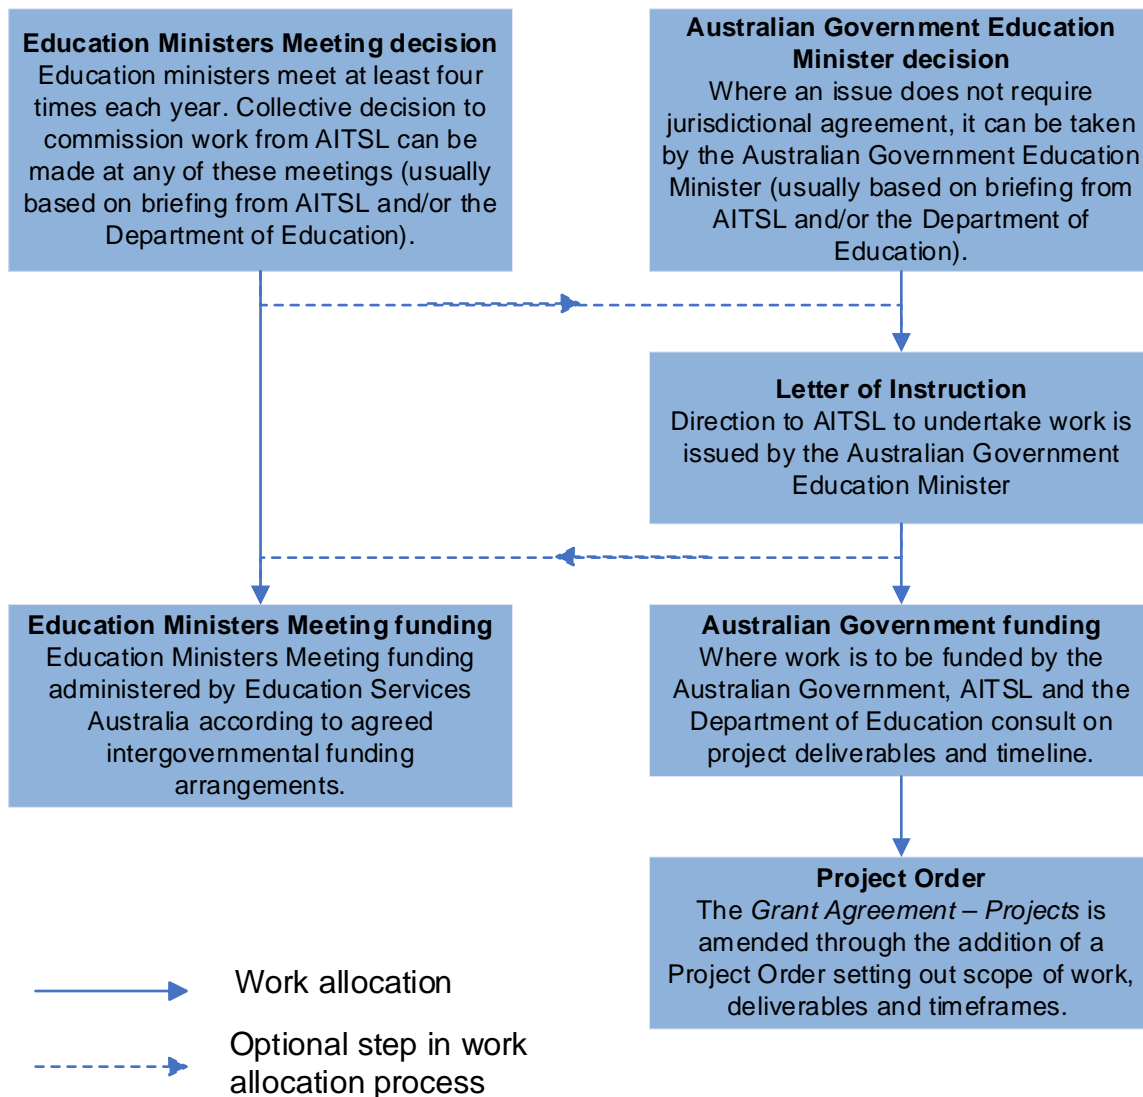 Education Ministers Meeting decision
Education ministers meet at least four
times each year. Collective decision to
commission work from AITSL can be
made at any of these meetings (usually
based on briefing from AITSL and/or the
Department of Education).
Australian Government Education
Minister decision
Where an issue does not require
jurisdictional agreement, it can be taken
by the Australian Government Education
Minister (usually based on briefing from
AITSL and/or the Department of
Education).
Letter of Instruction
Direction to AITSL to undertake work is
issued by the Australian Government
Education Minister
Education Ministers Meeting funding
Education Ministers Meeting funding
administered by Education Services
Australia according to agreed
intergovernmental funding
arrangements.
Australian Government funding
Where work is to be funded by the
Australian Government, AITSL and the
Department of Education consult on
project deliverables and timeline.
Project Order
The Grant Agreement – Projects is
amended through the addition of a
Project Order setting out scope of work,
deliverables and timeframes.
Work allocation
Optional step in work
allocation process